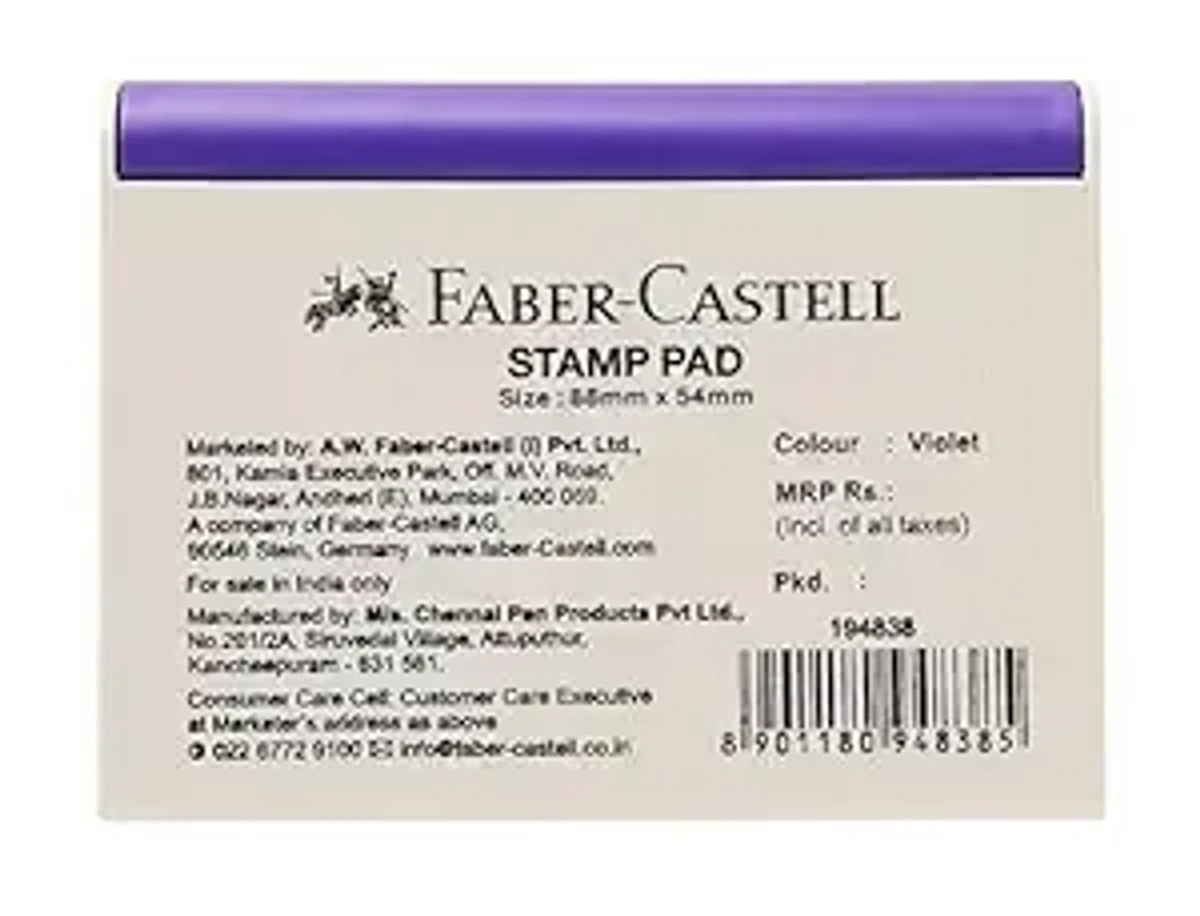 FABER-CASTELL
STAMP PAD
Size : 88mm x 54mm
Marketed by: A.W. Faber-Castell (I) Pvt. Ltd.,
801, Kamla Executive Park, Off. M.V. Road,
J.B.Nagar, Andheri (E), Mumbai - 400 059.
A company of Faber-Castell AG,
90546 Stein, Germany www.faber-Castell.com
For sale in India only
Manufactured by: M/s. Chennai Pen Products Pvt Ltd.,
No.201/2A, Siruvedal Village, Attuputhur,
Kancheepuram - 631 561.
Consumer Care Cell: Customer Care Executive
at Marketer's address as above
022 6772 9100 info@faber-castell.co.in
Colour : Violet
MRP Rs.:
(Incl. of all taxes)
Pkd. :
194838
8 901180 948385